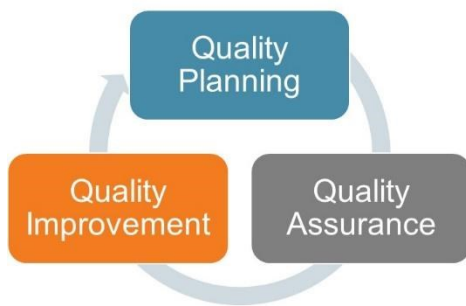 Quality
Planning
Quality
Improvement
Quality
Assurance